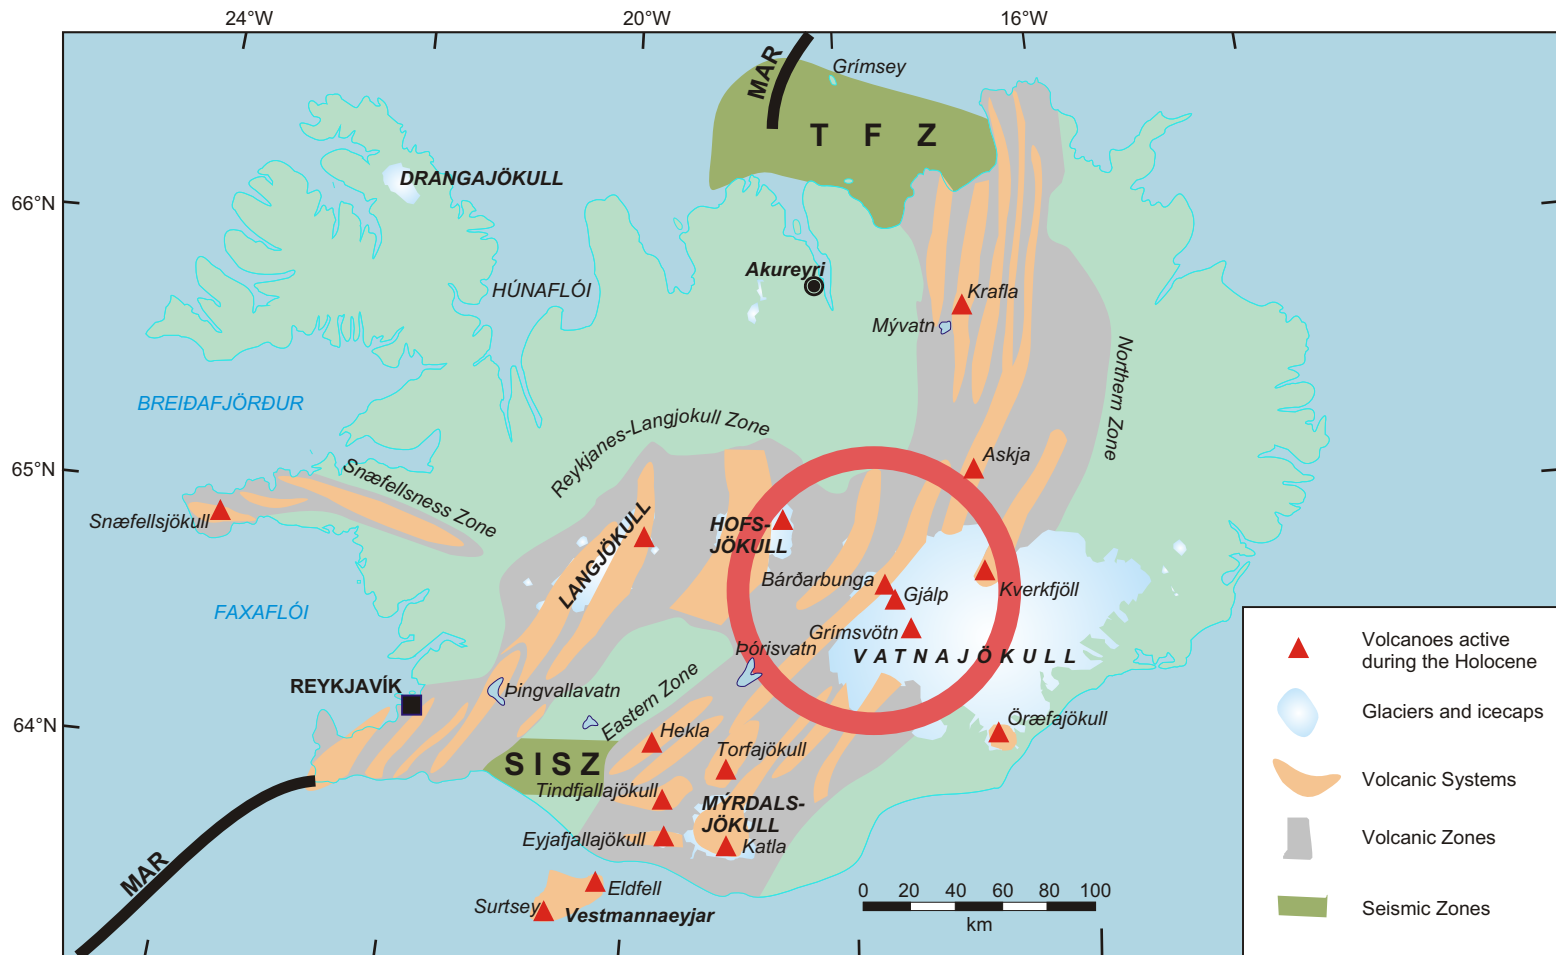 24°W
20°W
16°W
66°N
65°N
64°N
MAR
Grímsey
T F Z
DRANGAJÖKULL
Akureyri
HÚNAFLÓI
Krafla
Mývatn
Northern Zone
BREIÐAFJÖRÐUR
Reykjanes-Langjokull Zone
Askja
Snæfellsness Zone
Snæfellsjökull
LANGJÖKULL
HOFS-
JÖKULL
Bárðarbunga
Gjálp
Kverkfjöll
Grímsvötn
FAXAFLÓI
Þórisvatn
VATNAJÖKULL
REYKJAVÍK
Þingvallavatn
Eastern Zone
Hekla
Öræfajökull
Torfajökull
SISZ
Tindfjallajökull
MÝRDALS-
JÖKULL
Eyjafjallajökull
Katla
MAR
Eldfell
Surtsey
Vestmannaeyjar
0 20 40 60 80 100
km
Volcanoes active
during the Holocene
Glaciers and icecaps
Volcanic Systems
Volcanic Zones
Seismic Zones